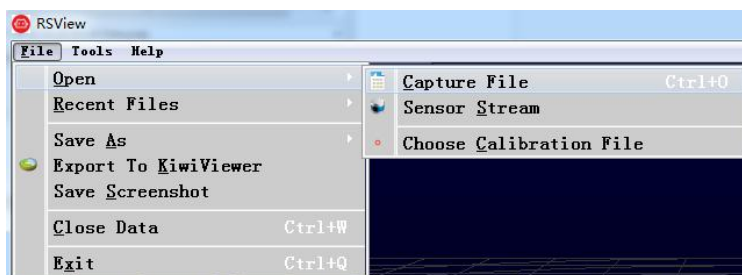 RSView
File Tools Help
Open
Recent Files
Save As
Export To KiwiViewer
Save Screenshot
Close Data Ctrl+W
Exit Ctrl+Q
Capture File Ctrl+O
Sensor Stream
Choose Calibration File